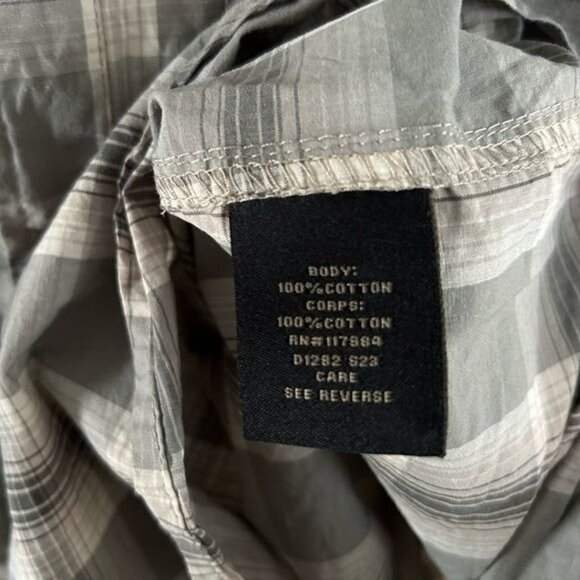 BODY:
100%COTTON
CORPS:
100%COTTON
RN#117984
D1292 S23
CARE
SEE REVERSE